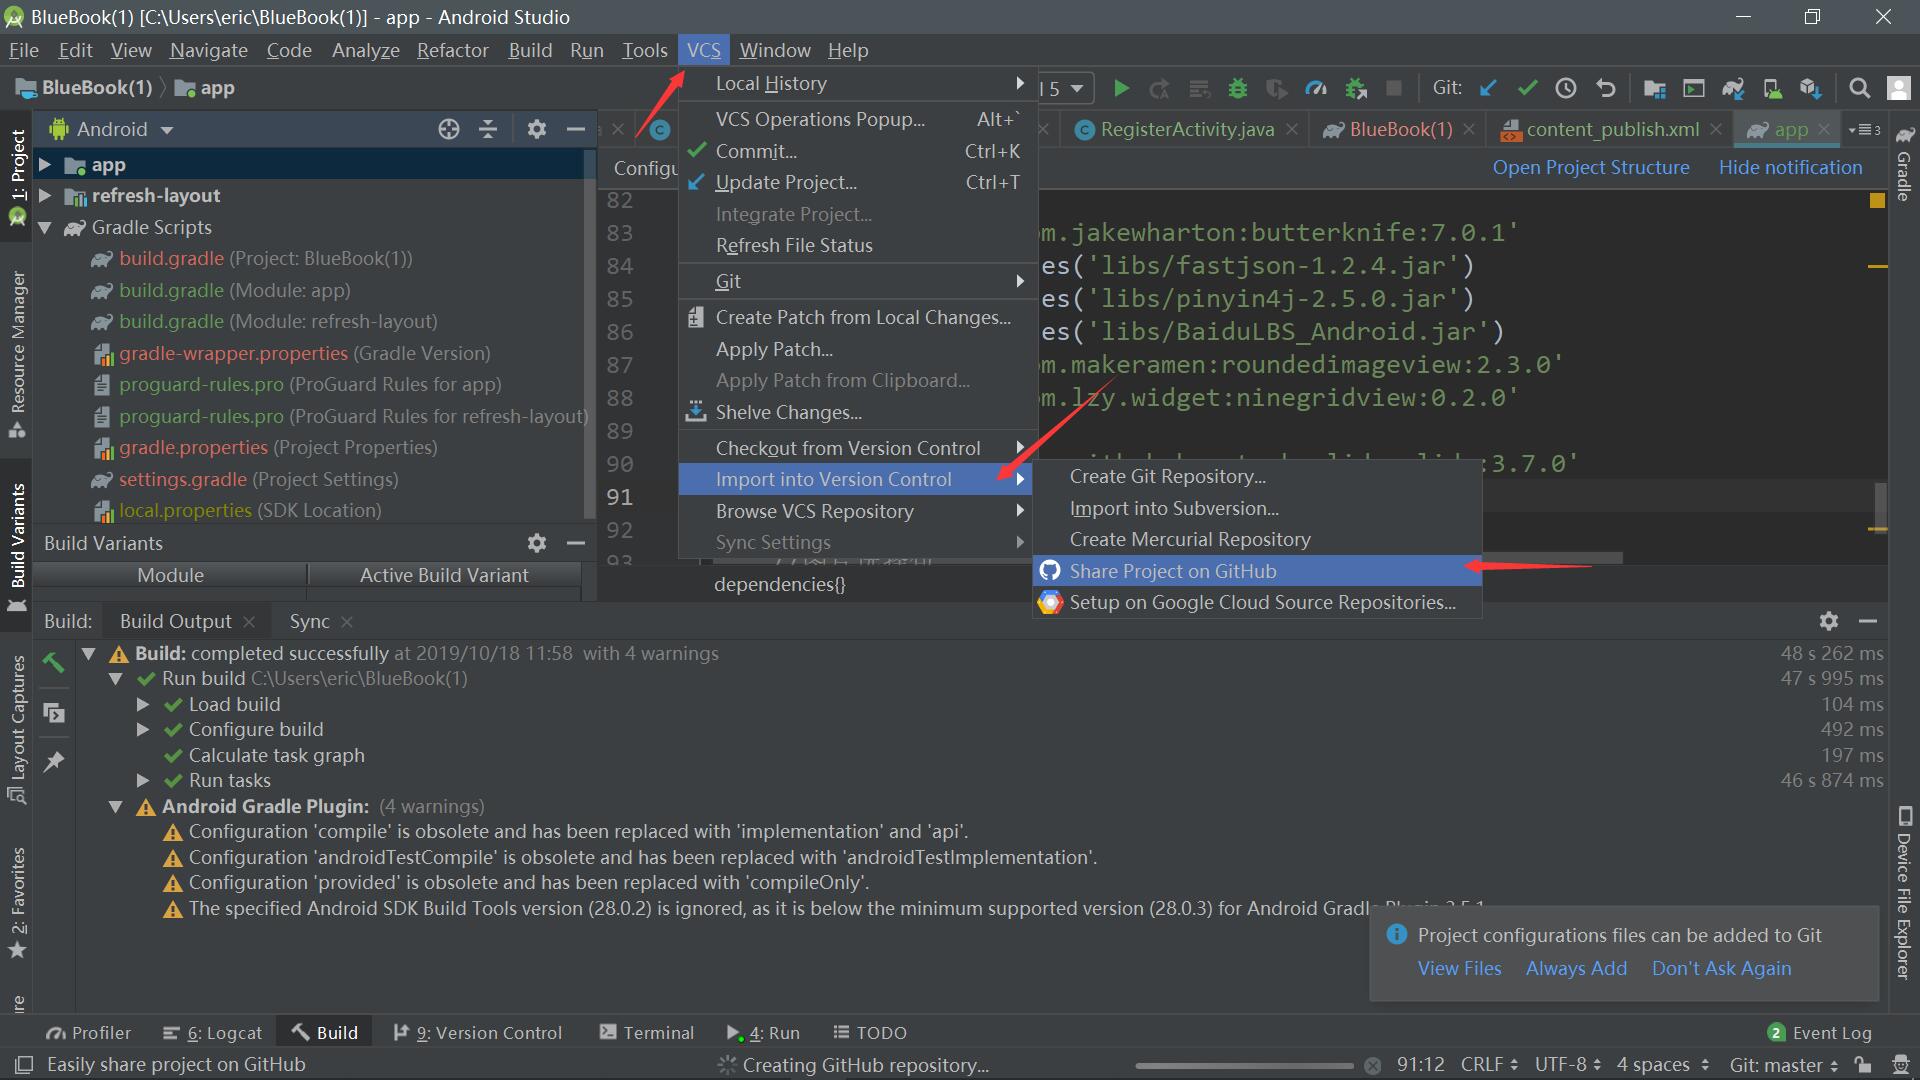 BlueBook(1) [C:\Users\eric\BlueBook(1)] - app - Android Studio
File Edit View Navigate Code Analyze Refactor Build Run Tools VCS Window Help
BlueBook(1) app
l 5
Git:
Android
RegisterActivity.java
BlueBook(1)
content_publish.xml
app
3
Configu
Open Project Structure
Hide notification
1: Project
Resource Manager
Build Variants
Layout Captures
2: Favorites
app
refresh-layout
Gradle Scripts
build.gradle (Project: BlueBook(1))
build.gradle (Module: app)
build.gradle (Module: refresh-layout)
gradle-wrapper.properties (Gradle Version)
proguard-rules.pro (ProGuard Rules for app)
proguard-rules.pro (ProGuard Rules for refresh-layout)
gradle.properties (Project Properties)
settings.gradle (Project Settings)
local.properties (SDK Location)
Build Variants
Module Active Build Variant
Local History
VCS Operations Popup... Alt+`
Commit... Ctrl+K
Update Project... Ctrl+T
Integrate Project...
Refresh File Status
Git
Create Patch from Local Changes...
Apply Patch...
Apply Patch from Clipboard...
Shelve Changes...
Checkout from Version Control
Import into Version Control
Browse VCS Repository
Sync Settings
Create Git Repository...
Import into Subversion...
Create Mercurial Repository
Share Project on GitHub
Setup on Google Cloud Source Repositories...
82
83 om.jakewharton:butterknife:7.0.1'
84 es('libs/fastjson-1.2.4.jar')
85 es('libs/pinyin4j-2.5.0.jar')
86 es('libs/BaiduLBS_Android.jar')
87 om.makeramen:roundedimageview:2.3.0'
88 om.lzy.widget:ninegridview:0.2.0'
89
90 :3.7.0'
91
92
93
dependencies{}
Gradle
Device File Explorer
Build: Build Output Sync
Build: completed successfully at 2019/10/18 11:58 with 4 warnings 48 s 262 ms
Run build C:\Users\eric\BlueBook(1) 47 s 995 ms
Load build 104 ms
Configure build 492 ms
Calculate task graph 197 ms
Run tasks 46 s 874 ms
Android Gradle Plugin: (4 warnings)
Configuration 'compile' is obsolete and has been replaced with 'implementation' and 'api'.
Configuration 'androidTestCompile' is obsolete and has been replaced with 'androidTestImplementation'.
Configuration 'provided' is obsolete and has been replaced with 'compileOnly'.
The specified Android SDK Build Tools version (28.0.2) is ignored, as it is below the minimum supported version (28.0.3) for Android Gradle Plugin 3.5.1
Project configurations files can be added to Git
View Files Always Add Don't Ask Again
Profiler 6: Logcat Build 9: Version Control Terminal 4: Run TODO 2 Event Log
Easily share project on GitHub Creating GitHub repository... 91:12 CRLF UTF-8 4 spaces Git: master